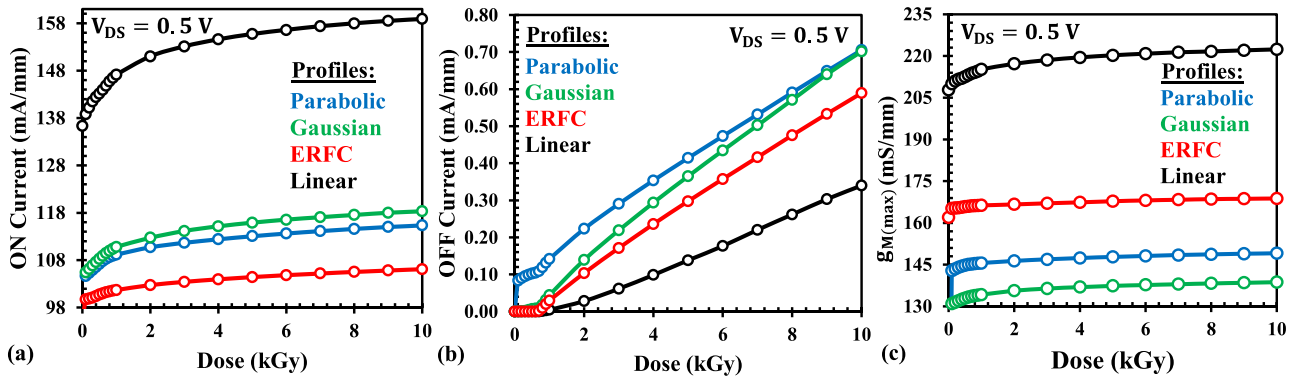 V_DS = 0.5 V
ON Current (mA/mm)
158
148
138
128
118
108
98
Profiles:
Parabolic
Gaussian
ERFC
Linear
0 2 4 6 8 10
Dose (kGy)
(a)
V_DS = 0.5 V
OFF Current (mA/mm)
0.80
0.70
0.60
0.50
0.40
0.30
0.20
0.10
0.00
Profiles:
Parabolic
Gaussian
ERFC
Linear
0 2 4 6 8 10
Dose (kGy)
(b)
V_DS = 0.5 V
g_M(max) (mS/mm)
235
220
205
190
175
160
145
130
Profiles:
Parabolic
Gaussian
ERFC
Linear
0 2 4 6 8 10
Dose (kGy)
(c)